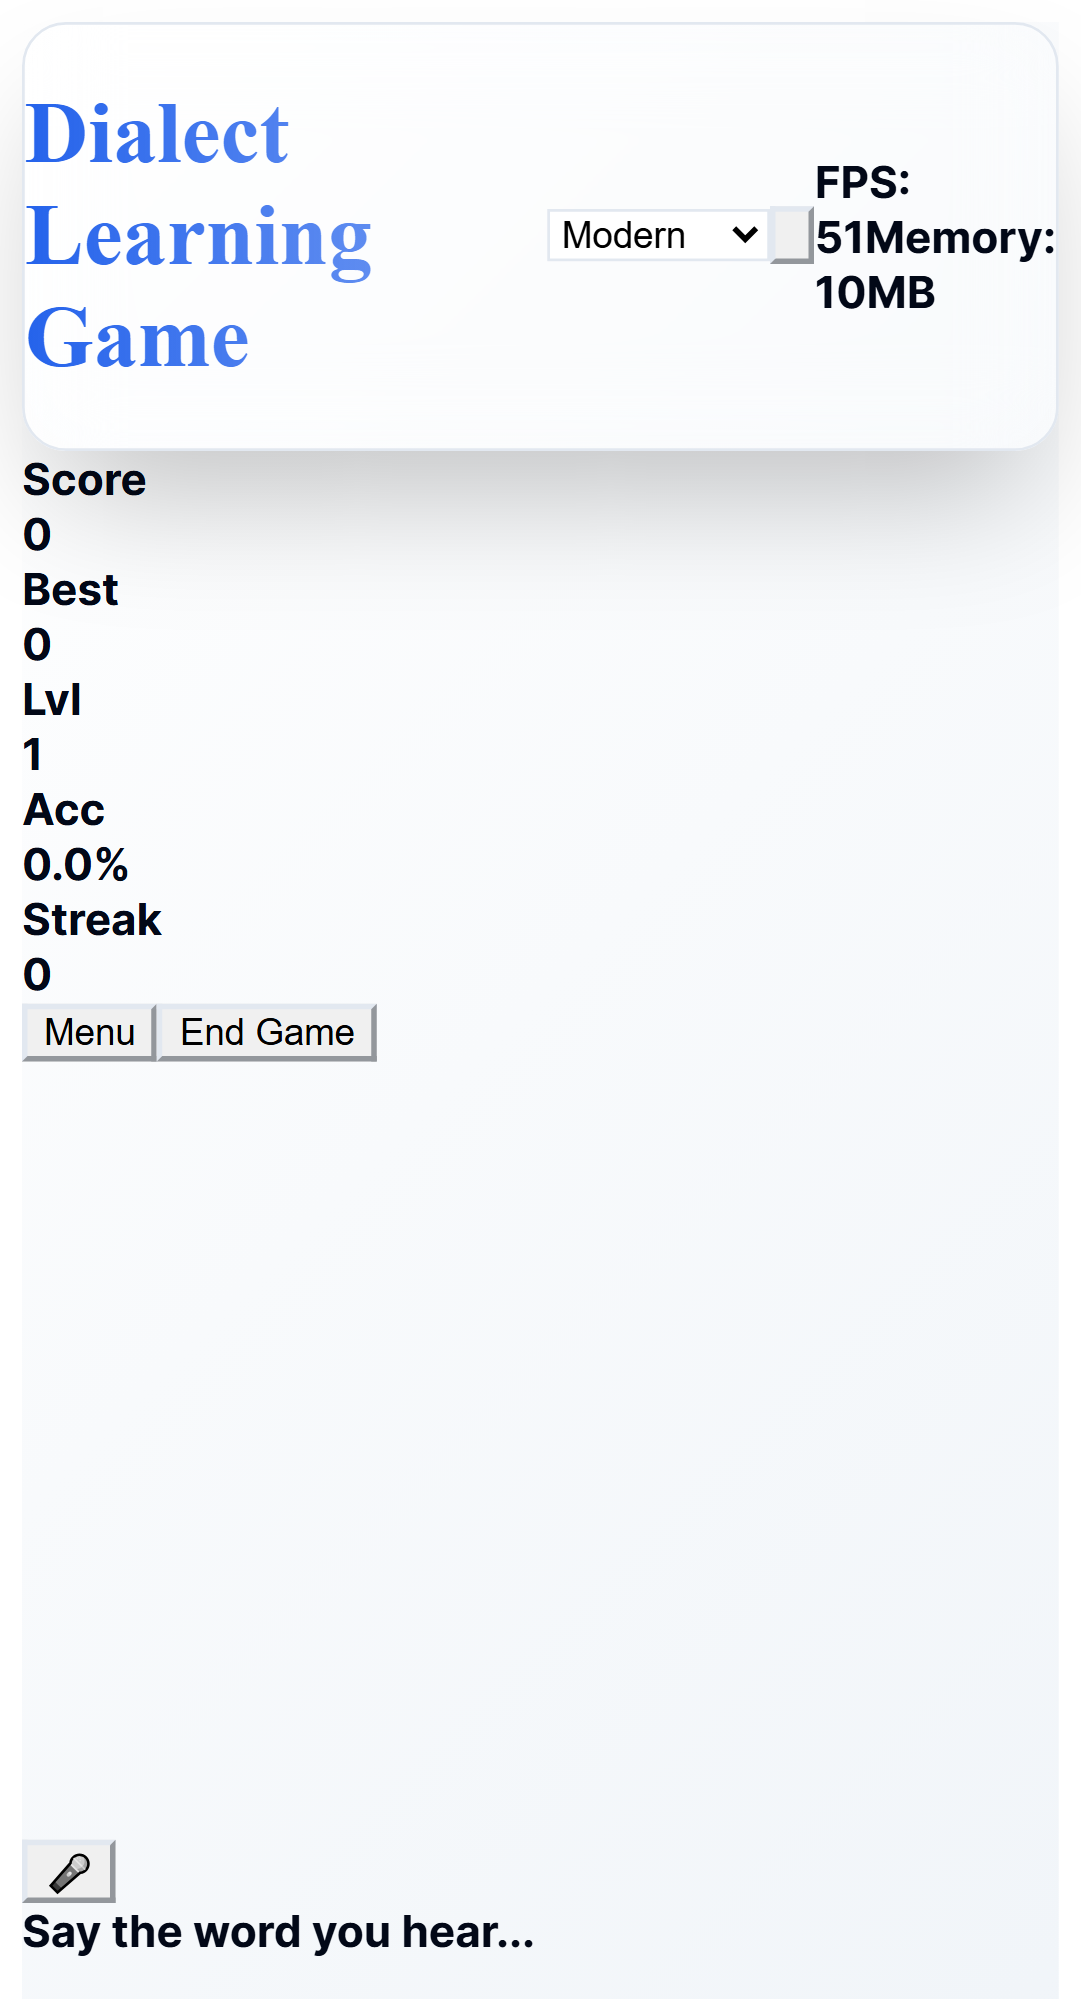 Dialect
Learning
Game
Modern
FPS:
51Memory:
10MB
Score
0
Best
0
Lvl
1
Acc
0.0%
Streak
0
Menu End Game
Say the word you hear...